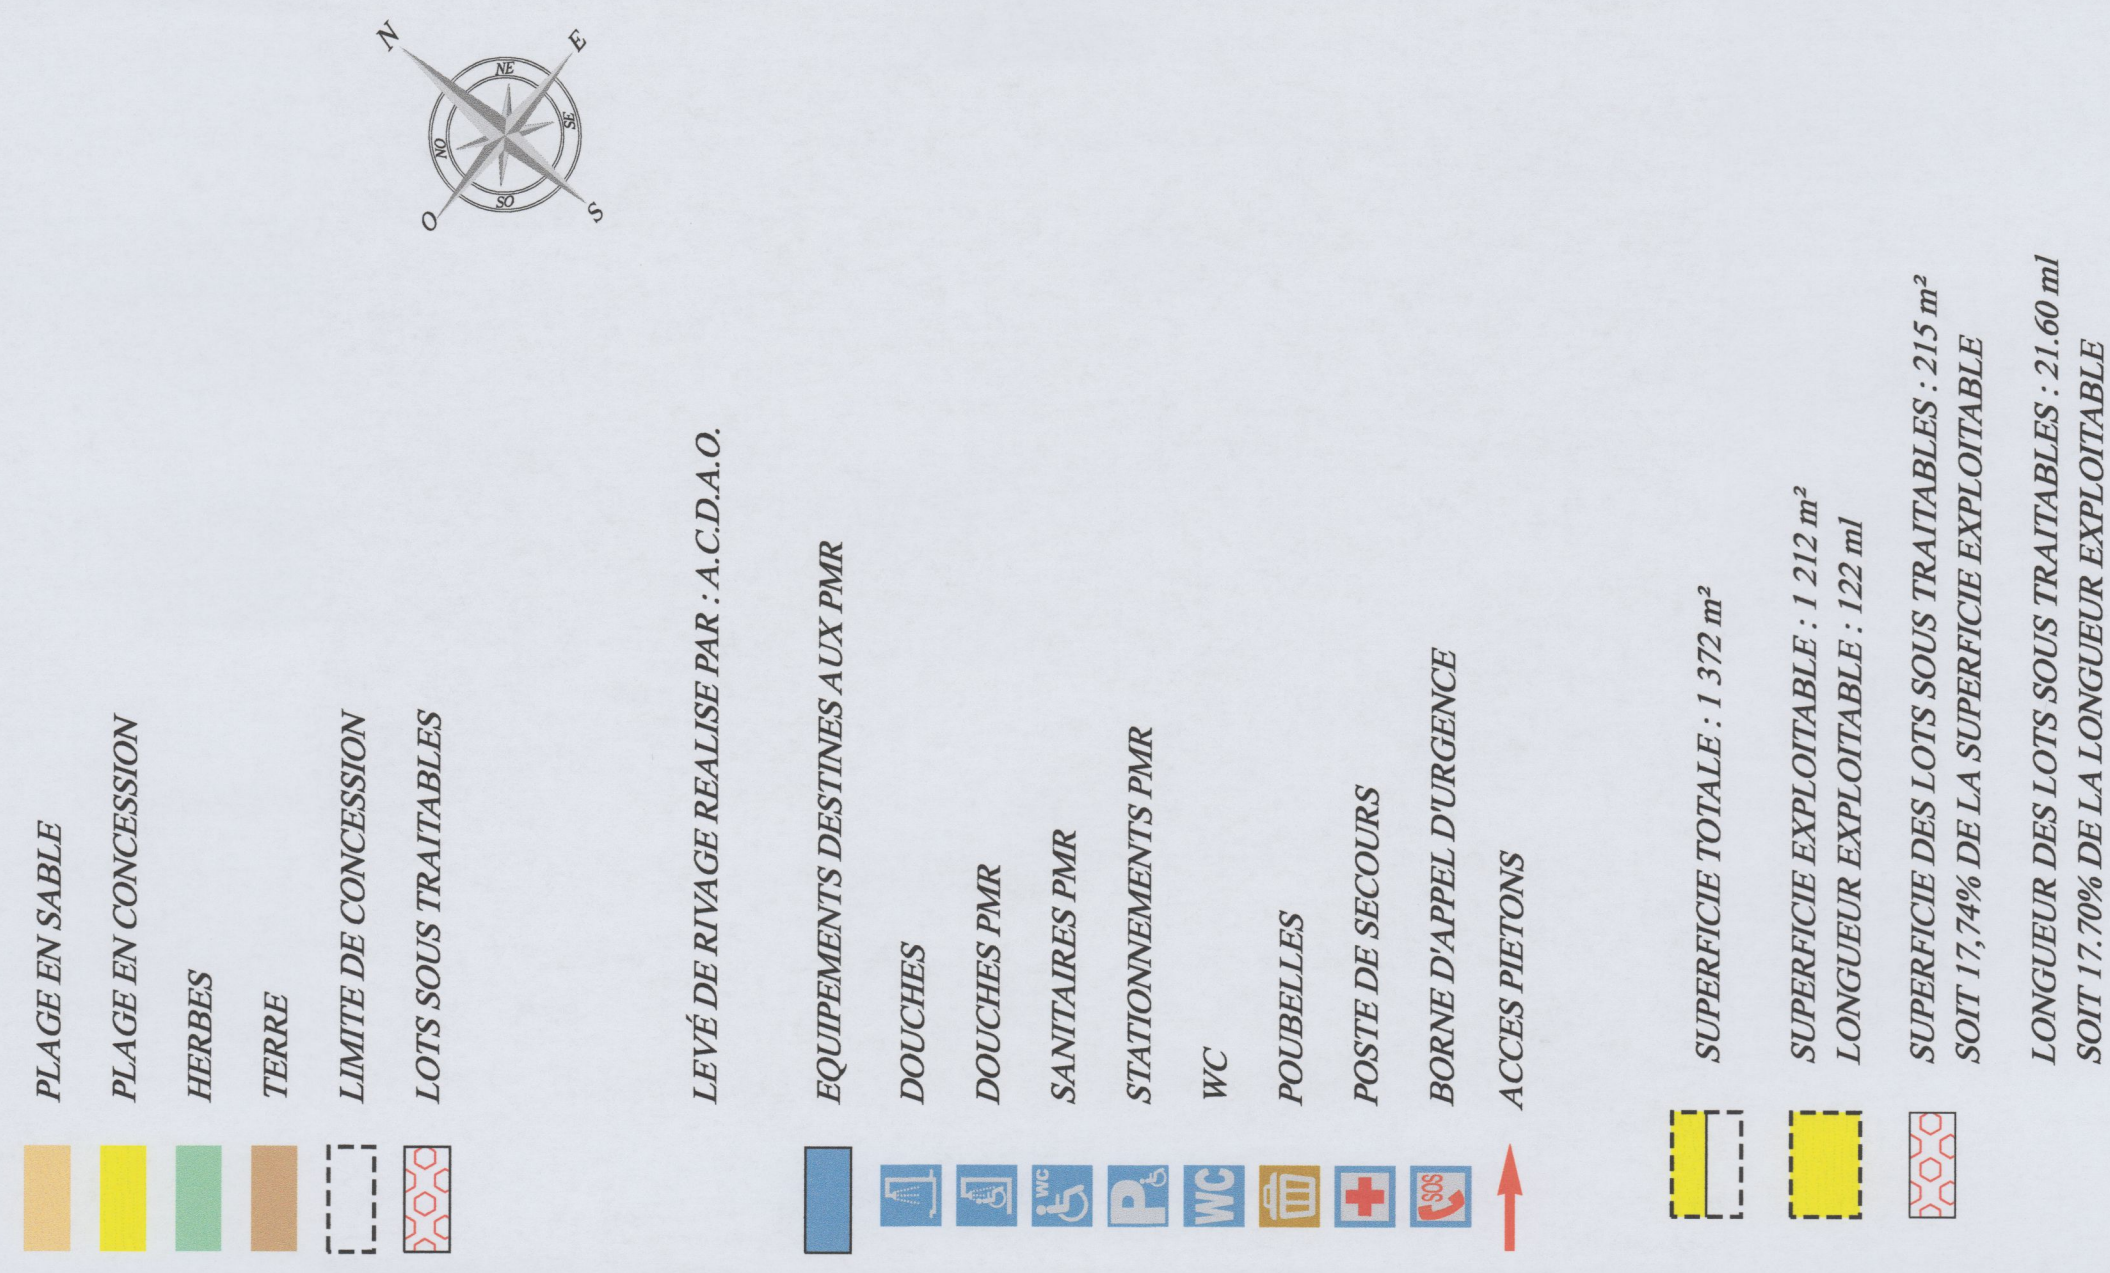 PLAGE EN SABLE
PLAGE EN CONCESSION
HERBES
TERRE
LIMITE DE CONCESSION
LOTS SOUS TRAITABLES
N
NE
E
SE
S
SO
O
NO
LEVÉ DE RIVAGE REALISE PAR : A.C.D.A.O.
EQUIPEMENTS DESTINES AUX PMR
DOUCHES
DOUCHES PMR
WC
SANITAIRES PMR
P
STATIONNEMENTS PMR
WC
WC
POUBELLES
POSTE DE SECOURS
SOS
BORNE D'APPEL D'URGENCE
ACCES PIETONS
SUPERFICIE TOTALE : 1 372 m²
SUPERFICIE EXPLOITABLE : 1 212 m²
LONGUEUR EXPLOITABLE : 122 ml
SUPERFICIE DES LOTS SOUS TRAITABLES : 215 m²
SOIT 17,74% DE LA SUPERFICIE EXPLOITABLE
LONGUEUR DES LOTS SOUS TRAITABLES : 21.60 ml
SOIT 17.70% DE LA LONGUEUR EXPLOITABLE